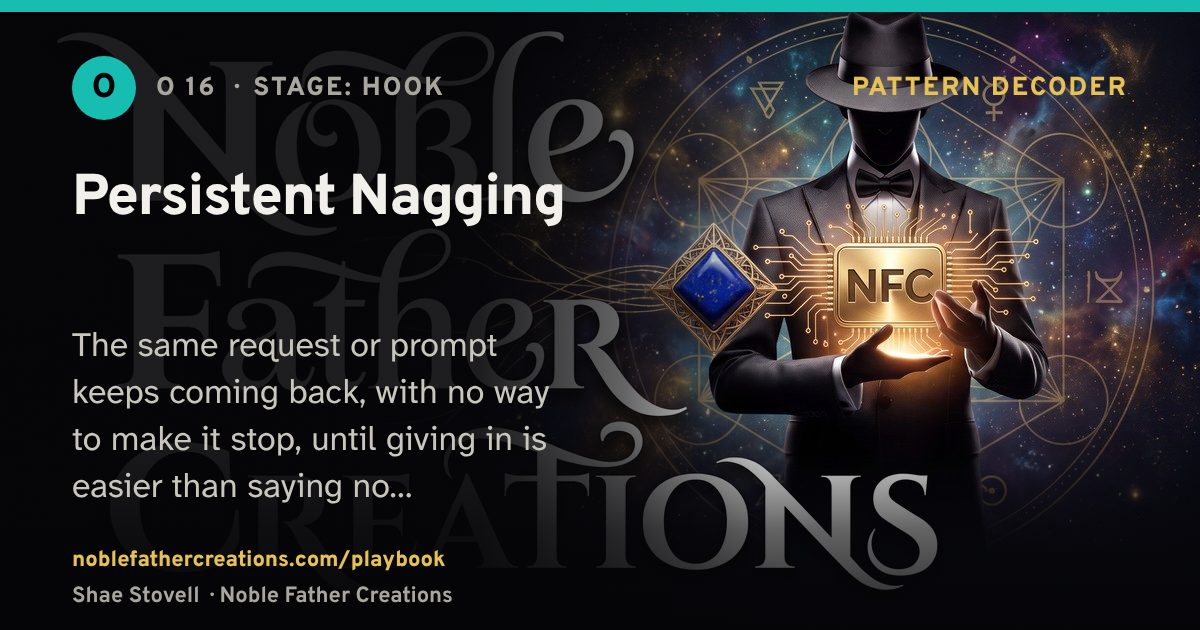 O
O 16 · STAGE: HOOK
PATTERN DECODER
Persistent Nagging
The same request or prompt
keeps coming back, with no way
to make it stop, until giving in is
easier than saying no...
noblefathercreations.com/playbook
Shae Stovell · Noble Father Creations
Noble
Father
Creations
NFC